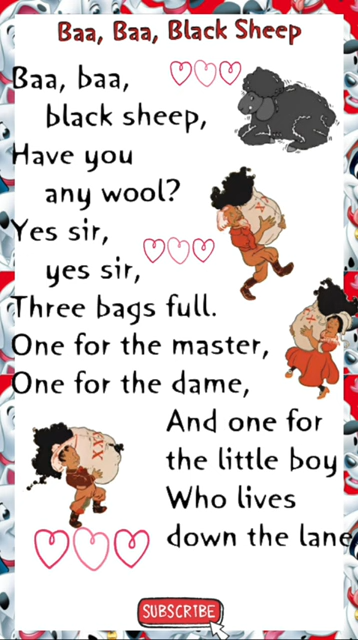 Baa, Baa, Black Sheep
Baa, baa,
black sheep,
Have you
any wool?
Yes sir,
yes sir,
Three bags full.
One for the master,
One for the dame,
And one for
the little boy
Who lives
down the lane
SUBSCRIBE